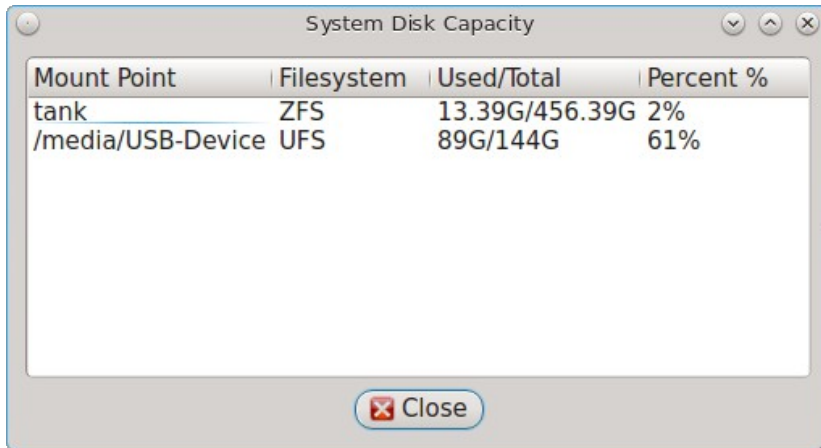 System Disk Capacity
Mount Point Filesystem Used/Total Percent %
tank ZFS 13.39G/456.39G 2%
/media/USB-Device UFS 89G/144G 61%
Close